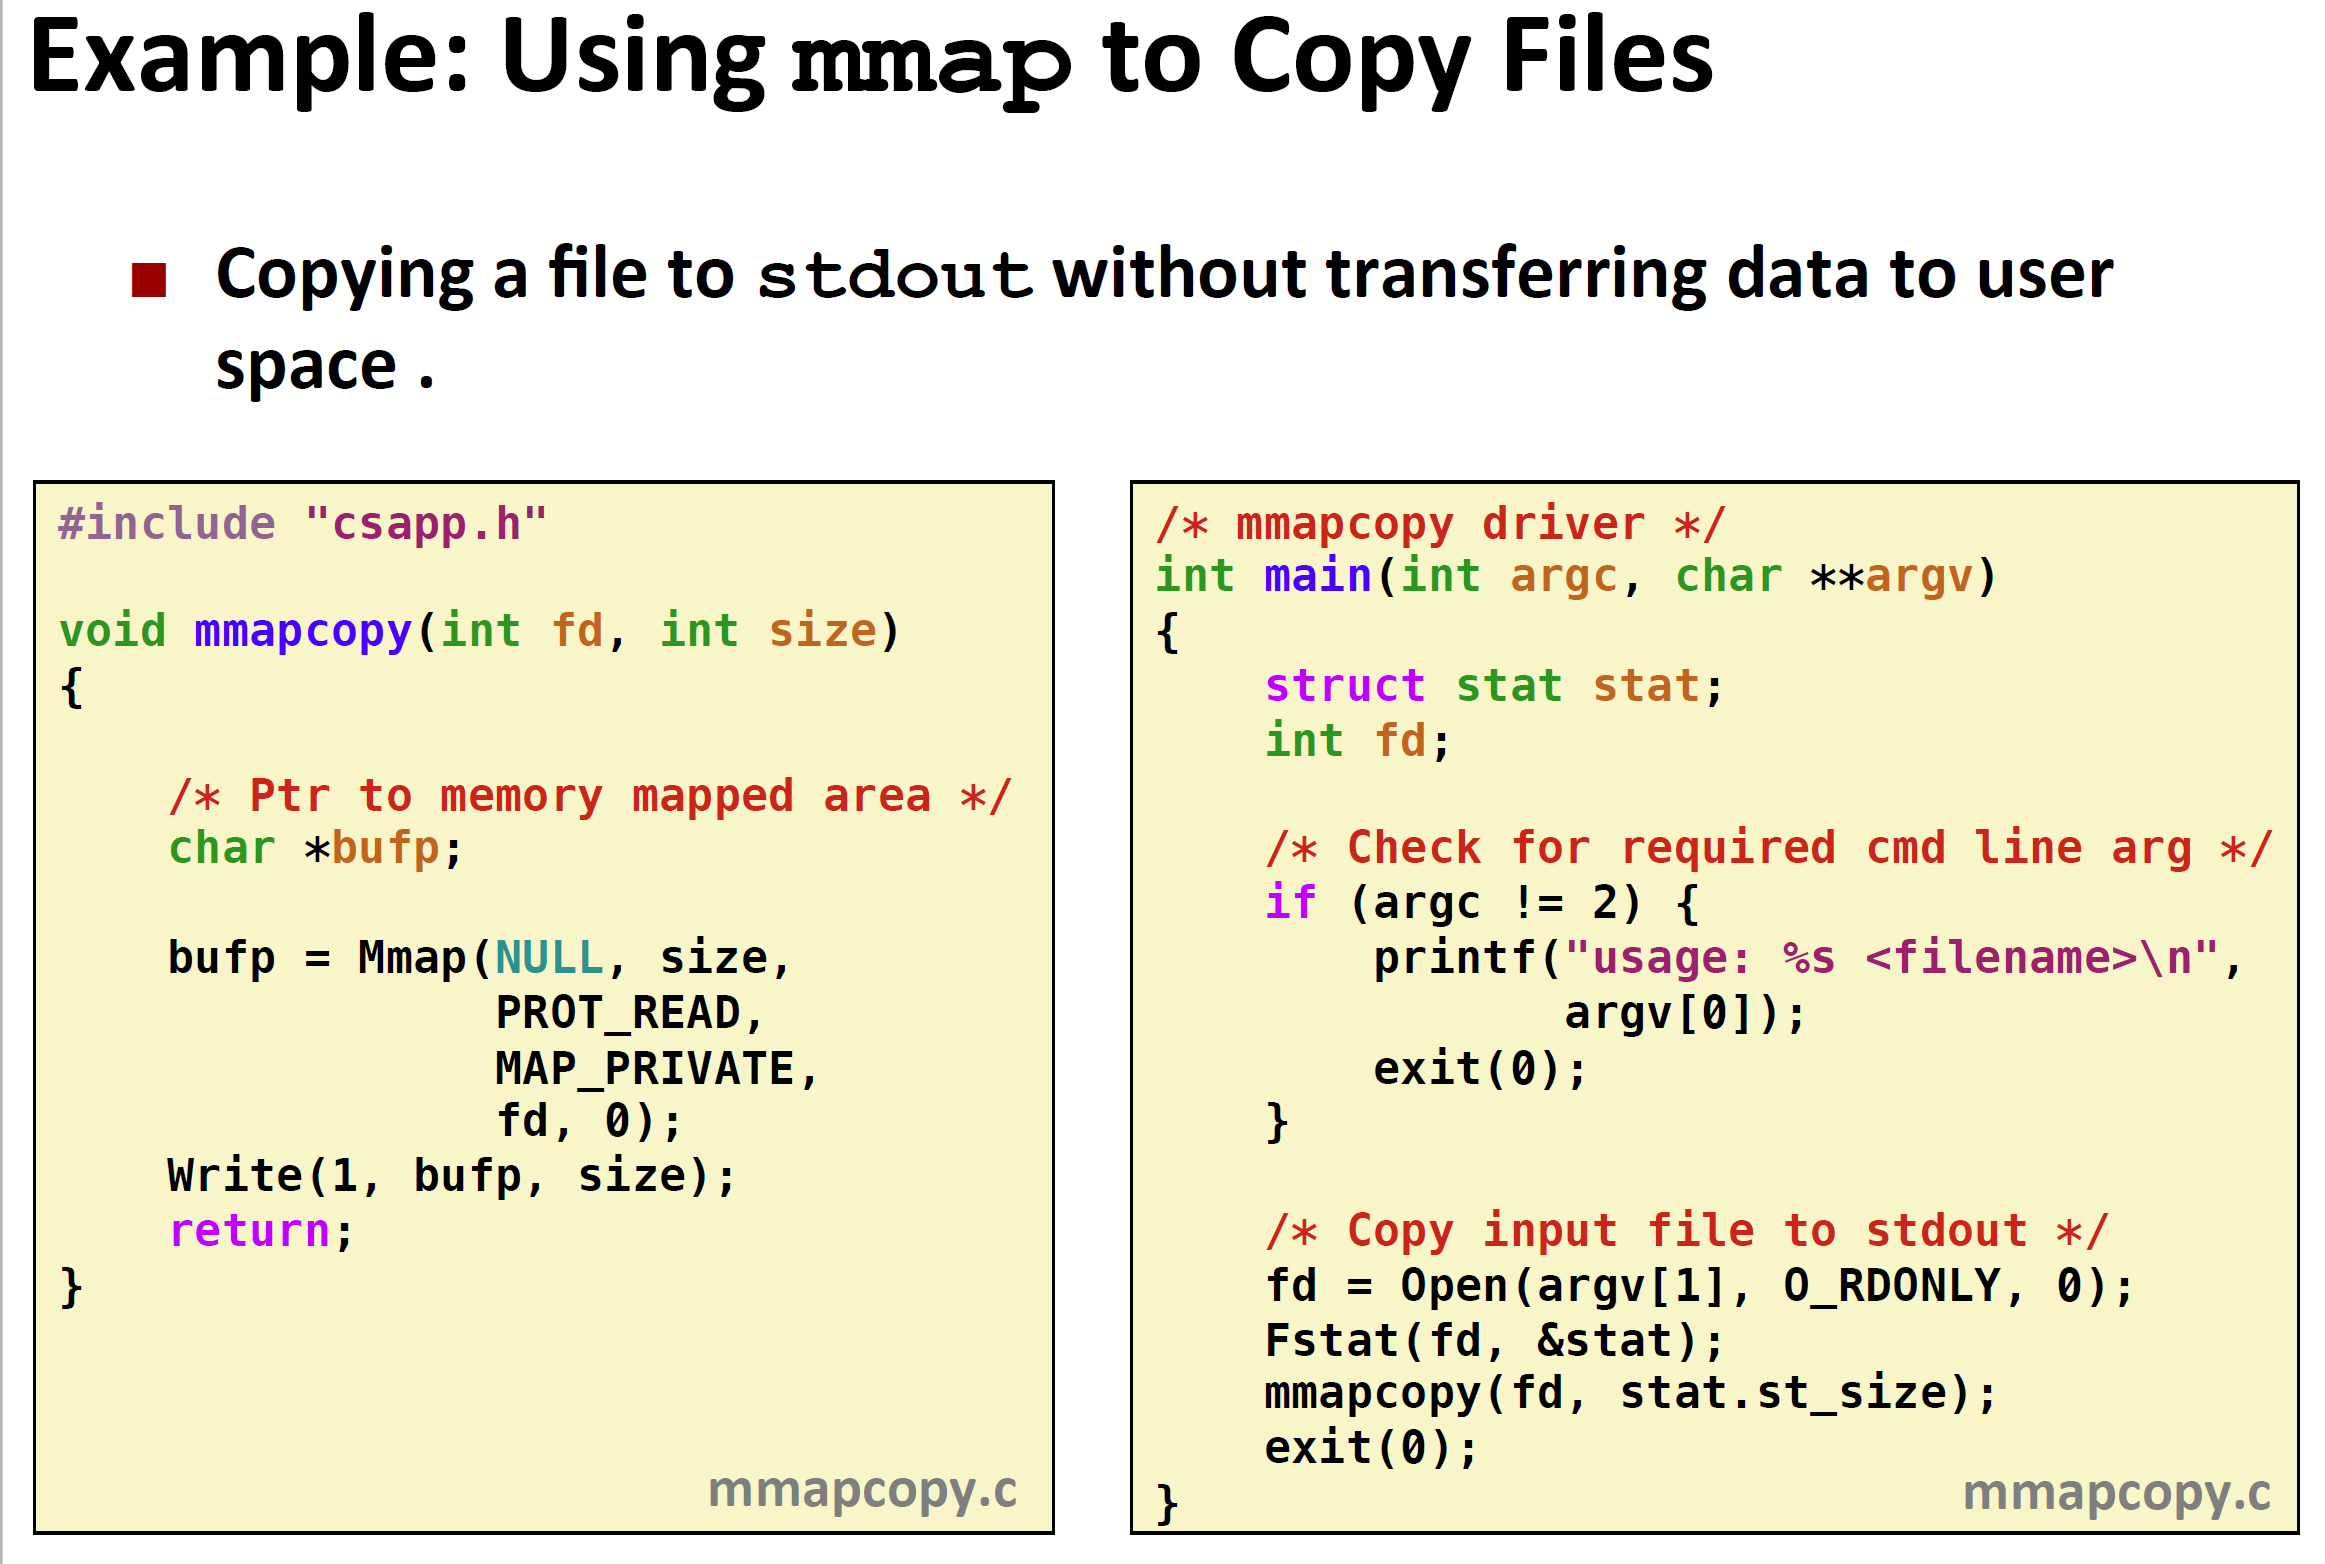 Example: Using mmap to Copy Files
■ Copying a file to stdout without transferring data to user
space .
#include "csapp.h"
void mmapcopy(int fd, int size)
{
/* Ptr to memory mapped area */
char *bufp;
bufp = Mmap(NULL, size,
PROT_READ,
MAP_PRIVATE,
fd, 0);
Write(1, bufp, size);
return;
}
mmapcopy.c
/* mmapcopy driver */
int main(int argc, char **argv)
{
struct stat stat;
int fd;
/* Check for required cmd line arg */
if (argc != 2) {
printf("usage: %s <filename>\n",
argv[0]);
exit(0);
}
/* Copy input file to stdout */
fd = Open(argv[1], O_RDONLY, 0);
Fstat(fd, &stat);
mmapcopy(fd, stat.st_size);
exit(0);
}
mmapcopy.c